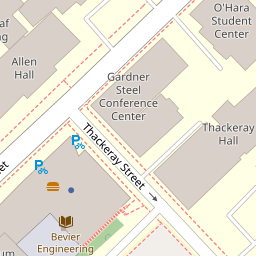 O'Hara
Student
Center
Allen
Hall
Gardner
Steel
Conference
Center
Thackeray
Hall
Thackeray Street
Bevier
Engineering